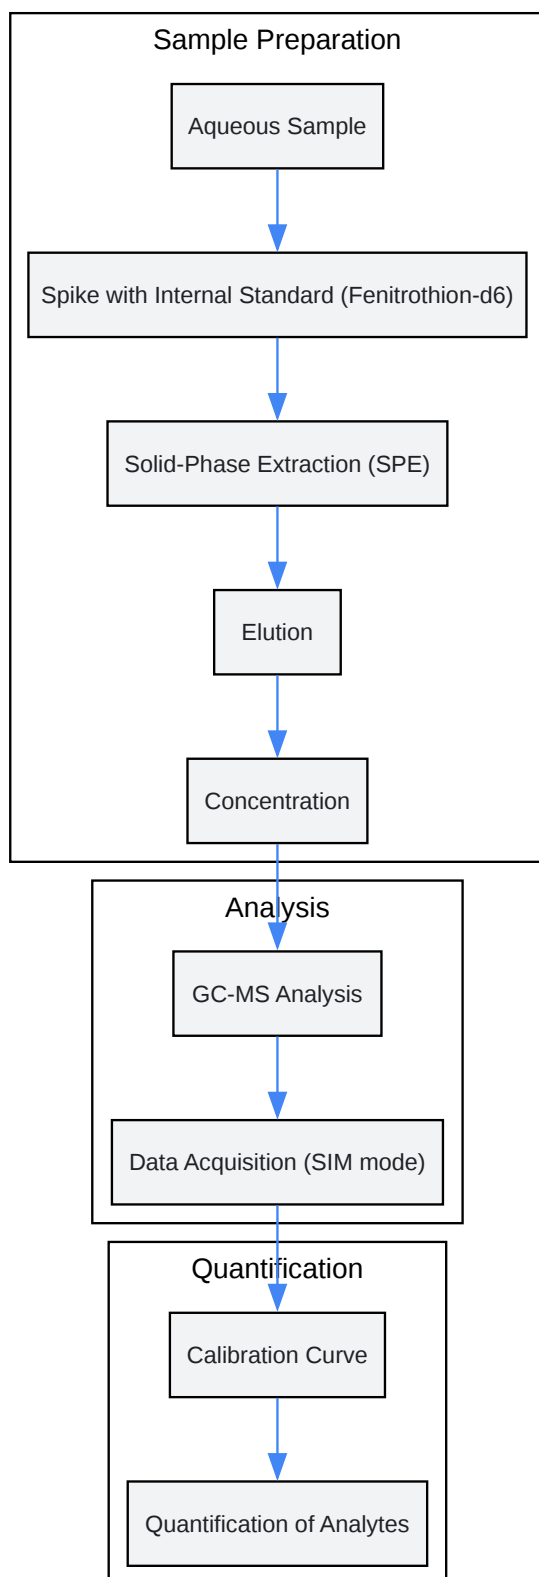 Sample Preparation
Aqueous Sample
Spike with Internal Standard (Fenitrothion-d6)
Solid-Phase Extraction (SPE)
Elution
Concentration
Analysis
GC-MS Analysis
Data Acquisition (SIM mode)
Quantification
Calibration Curve
Quantification of Analytes